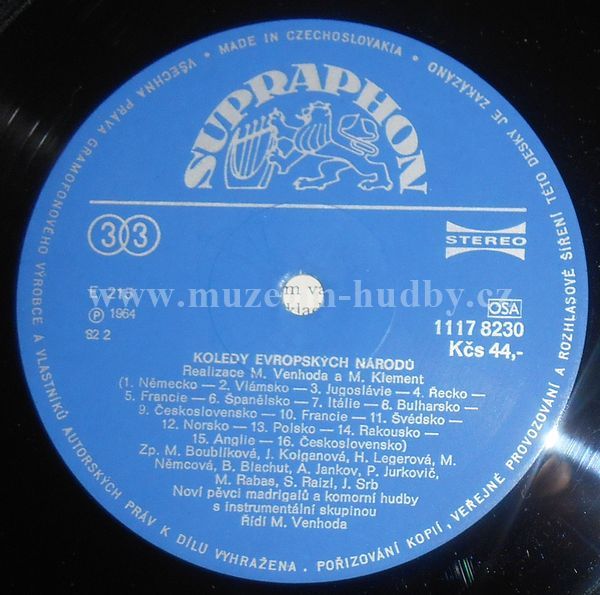 MADE IN CZECHOSLOVAKIA •
VŠECHNA PRÁVA GRAMOFONOVÉHO VÝROBCE A VLASTNÍKŮ AUTORSKÝCH PRÁV K DÍLU VYHRAŽENA • POŘIZOVÁNÍ KOPIÍ, VEŘEJNÉ PROVOZOVÁNÍ A ROZHLASOVÉ ŠÍŘENÍ TÉTO DESKY JE ZAKÁZÁNO
SUPRAPHON
33
STEREO
www.muzeum-hudby.cz
OSA
℗ 1964
1117 8230
S2 2
Kčs 44,-
KOLEDY EVROPSKÝCH NÁRODŮ
Realizace M. Venhoda a M. Klement
(1. Německo — 2. Vlámsko — 3. Jugoslávie — 4. Řecko —
5. Francie — 6. Španělsko — 7. Itálie — 8. Bulharsko —
9. Československo — 10. Francie — 11. Švédsko —
12. Norsko — 13. Polsko — 14. Rakousko —
15. Anglie — 16. Československo)
Zp. M. Boublíková, J. Kolganová, H. Legerová, M.
Němcová, B. Blachut, A. Jankov, P. Jurkovič,
M. Rabas, S. Raizl, J. Srb
Noví pěvci madrigalů a komorní hudby
s instrumentální skupinou
Řídí M. Venhoda